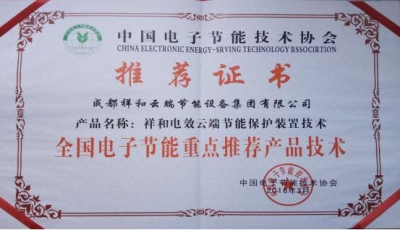 中国电子节能技术协会
CHINA ELECTRONIC ENERGY-SRVING TECHNOLOGY RSSOCIRTION
推荐证书
成都祥和云端节能设备集团有限公司
产品名称：祥和电效云端节能保护装置技术
全国电子节能重点推荐产品技术
中国电子节能技术协会